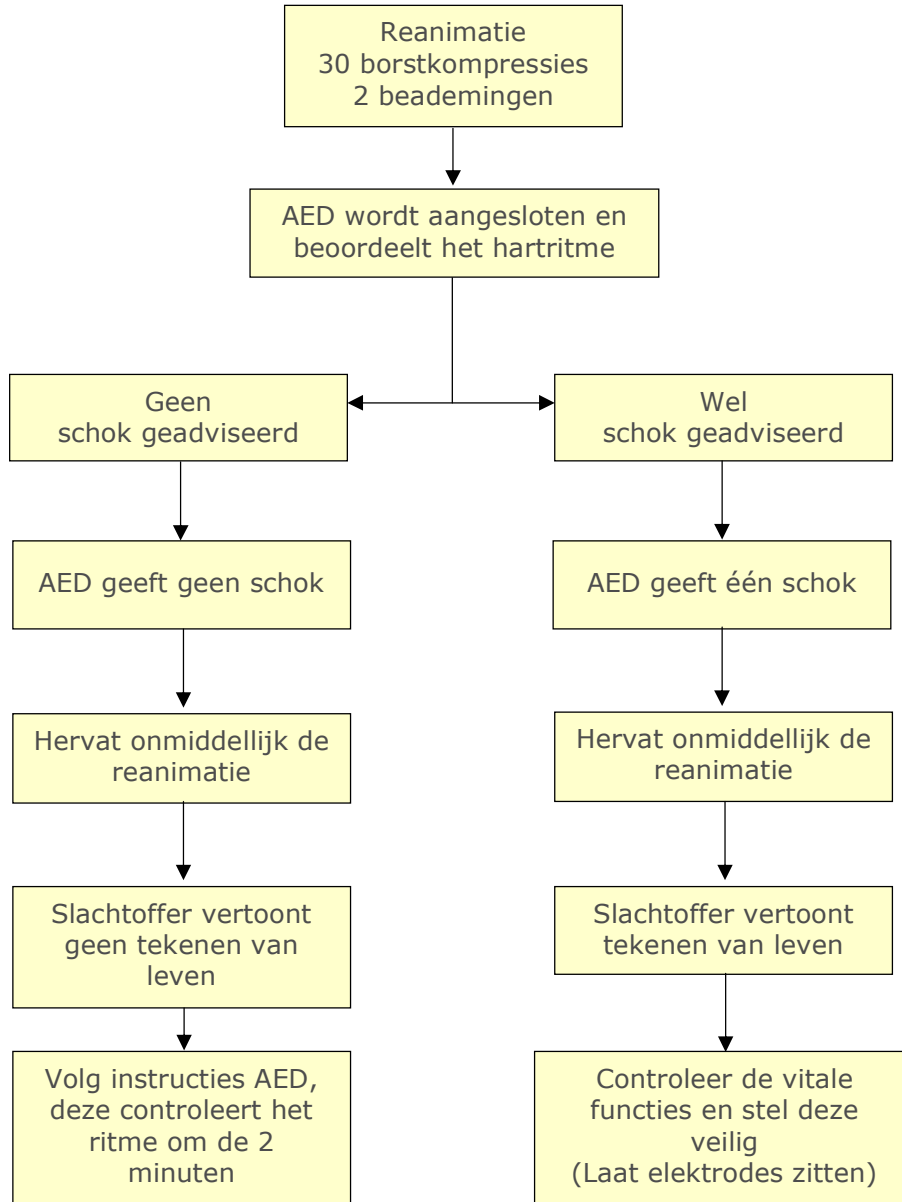 Reanimatie
30 borstkompressies
2 beademingen
AED wordt aangesloten en
beoordeelt het hartritme
Geen
schok geadviseerd
Wel
schok geadviseerd
AED geeft geen schok
AED geeft één schok
Hervat onmiddellijk de
reanimatie
Hervat onmiddellijk de
reanimatie
Slachtoffer vertoont
geen tekenen van
leven
Slachtoffer vertoont
tekenen van leven
Volg instructies AED,
deze controleert het
ritme om de 2
minuten
Controleer de vitale
functies en stel deze
veilig
(Laat elektrodes zitten)